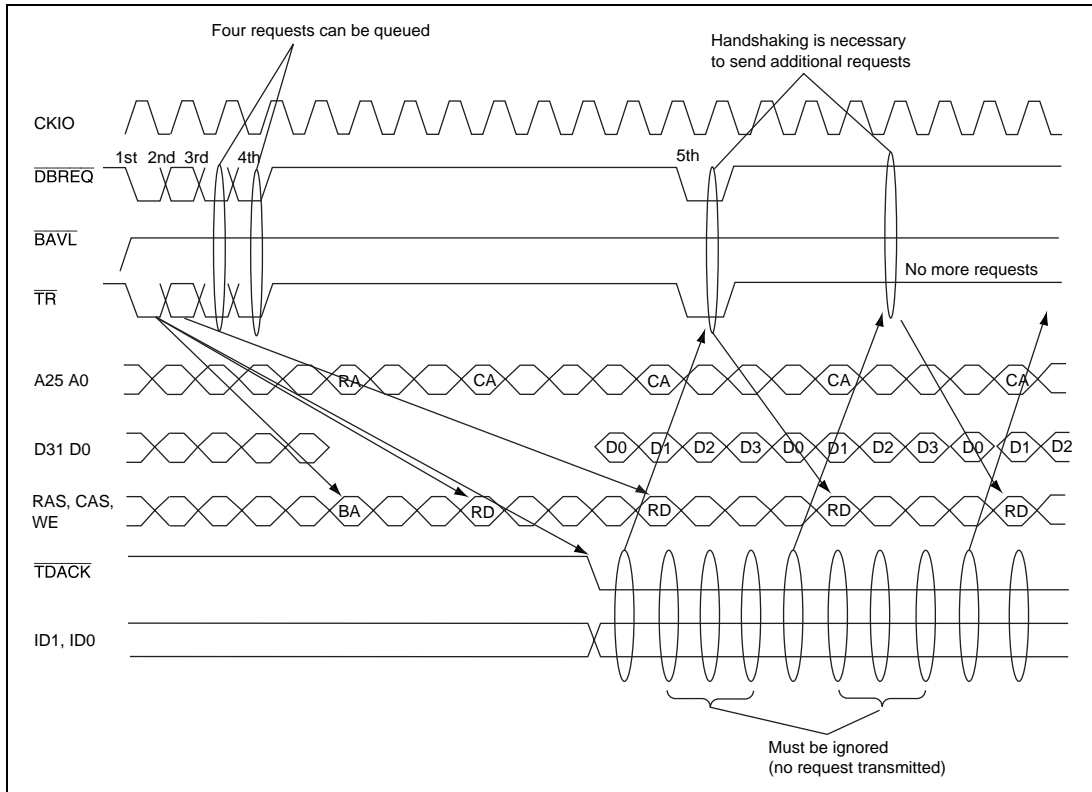 Four requests can be queued
Handshaking is necessary
to send additional requests
CKIO
1st 2nd 3rd 4th 5th
DBREQ
BAVL
No more requests
TR
A25 A0 RA CA CA CA CA
D31 D0 D0 D1 D2 D3 D0 D1 D2 D3 D0 D1 D2
RAS, CAS,
WE
BA RD RD RD RD
TDACK
ID1, ID0
Must be ignored
(no request transmitted)